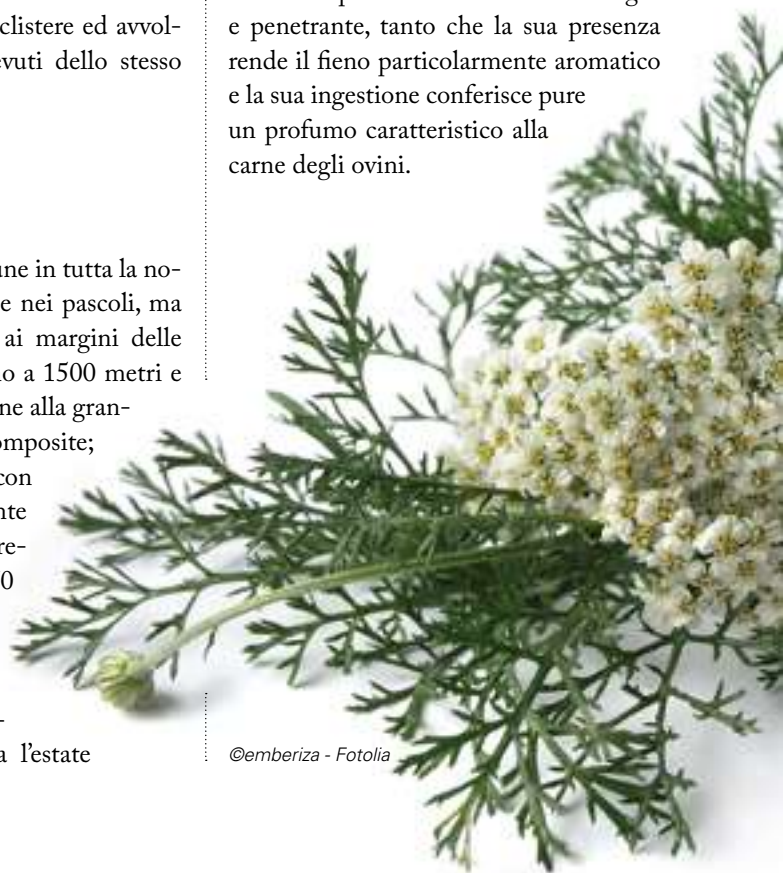 clistere ed avvol-
evuti dello stesso
une in tutta la no-
e nei pascoli, ma
ai margini delle
o a 1500 metri e
ne alla gran-
omposite;
con
nte
re-
0
-
a l'estate
e penetrante, tanto che la sua presenza
rende il fieno particolarmente aromatico
e la sua ingestione conferisce pure
un profumo caratteristico alla
carne degli ovini.
©emberiza - Fotolia